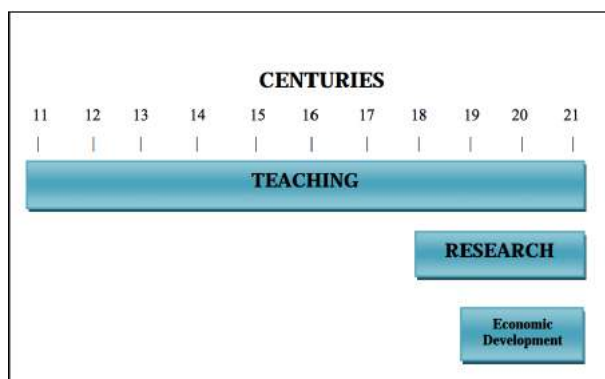 CENTURIES
11 12 13 14 15 16 17 18 19 20 21
TEACHING
RESEARCH
Economic
Development